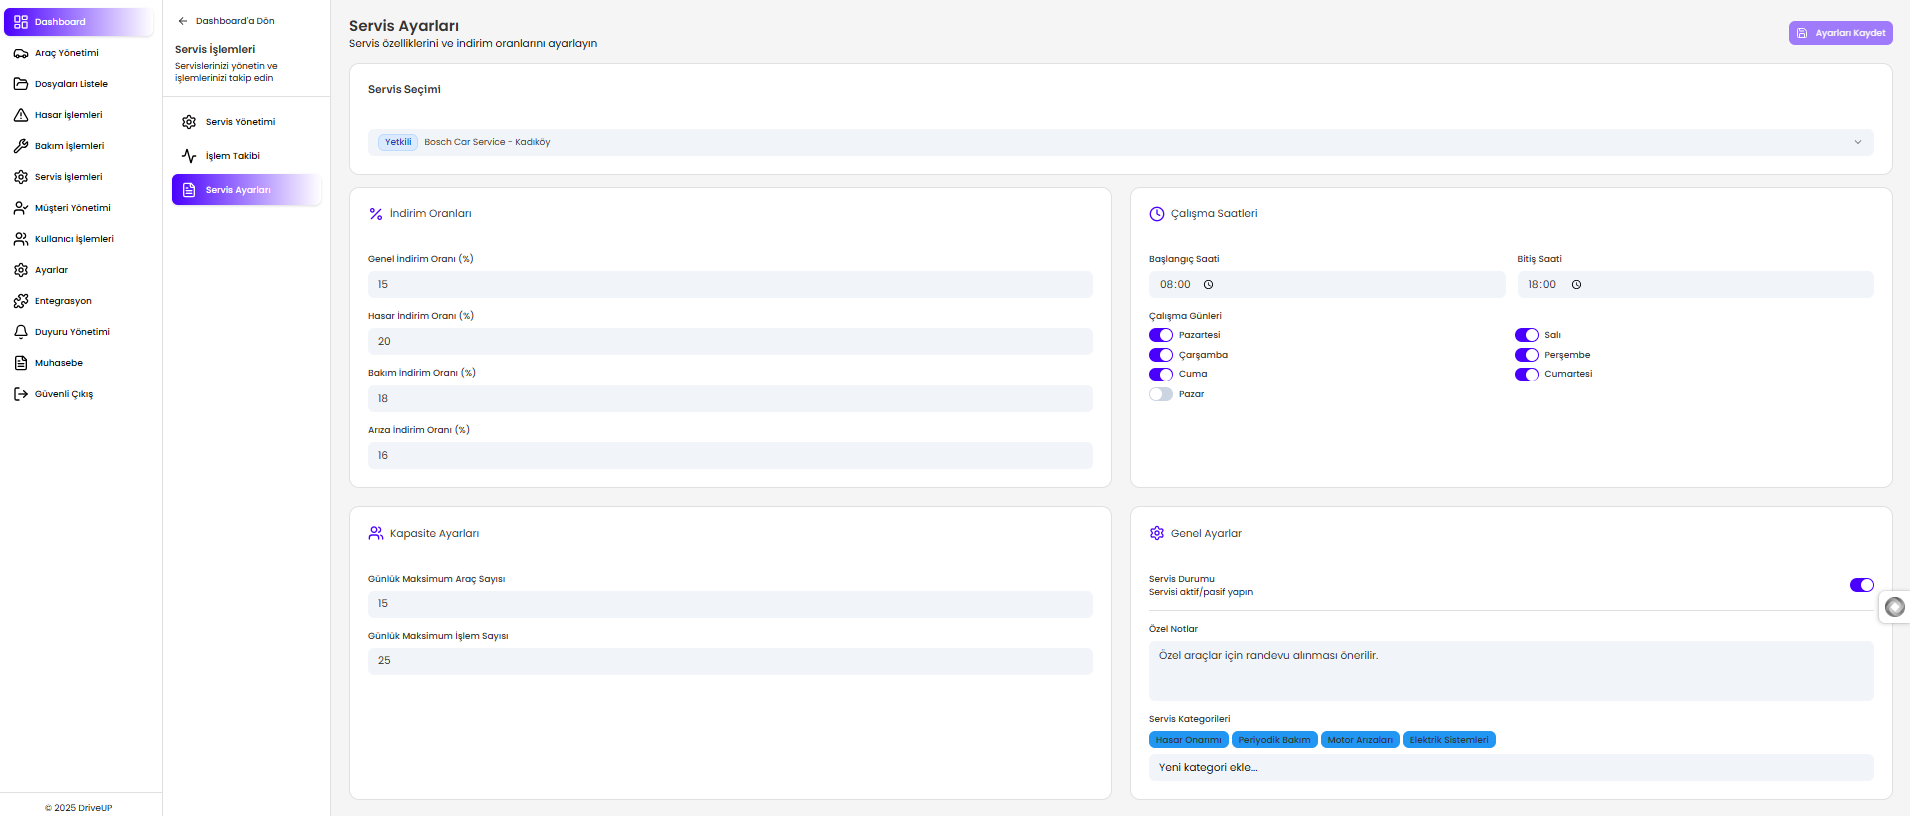 Dashboard
Araç Yönetimi
Dosyaları Listele
Hasar İşlemleri
Bakım İşlemleri
Servis İşlemleri
Müşteri Yönetimi
Kullanıcı İşlemleri
Ayarlar
Entegrasyon
Duyuru Yönetimi
Muhasebe
Güvenli Çıkış
© 2025 DriveUP
Dashboard'a Dön
Servis İşlemleri
Servislerinizi yönetin ve
işlemlerinizi takip edin
Servis Yönetimi
İşlem Takibi
Servis Ayarları
Servis Ayarları
Servis özelliklerini ve indirim oranlarını ayarlayın
Ayarları Kaydet
Servis Seçimi
Yetkili Bosch Car Service - Kadıköy
İndirim Oranları
Genel İndirim Oranı (%)
15
Hasar İndirim Oranı (%)
20
Bakım İndirim Oranı (%)
18
Arıza İndirim Oranı (%)
16
Çalışma Saatleri
Başlangıç Saati Bitiş Saati
08:00 18:00
Çalışma Günleri
Pazartesi Salı
Çarşamba Perşembe
Cuma Cumartesi
Pazar
Kapasite Ayarları
Günlük Maksimum Araç Sayısı
15
Günlük Maksimum İşlem Sayısı
25
Genel Ayarlar
Servis Durumu
Servisi aktif/pasif yapın
Özel Notlar
Özel araçlar için randevu alınması önerilir.
Servis Kategorileri
Hasar Onarımı Periyodik Bakım Motor Arızaları Elektrik Sistemleri
Yeni kategori ekle...